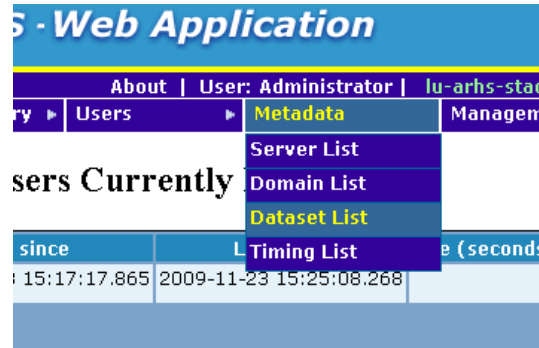 - Web Application
About | User: Administrator | lu-arhs-stac
ry Users Metadata Managem
Server List
sers Currently Domain List
Dataset List
since L Timing List e (seconds
15:17:17.865 2009-11-23 15:25:08.268